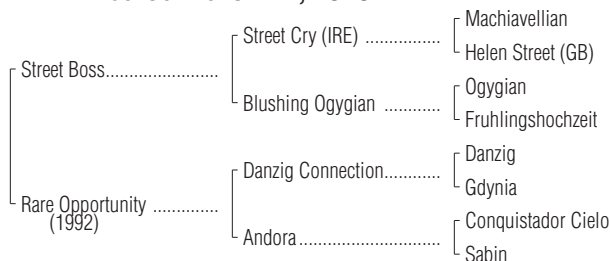 Machiavellian
Street Cry (IRE) ...............
Helen Street (GB)
Street Boss.......................
Ogygian
Blushing Ogygian ...........
Fruhlingshochzeit
Danzig
Danzig Connection...........
Gdynia
Rare Opportunity .............
(1992)
Conquistador Cielo
Andora............................
Sabin